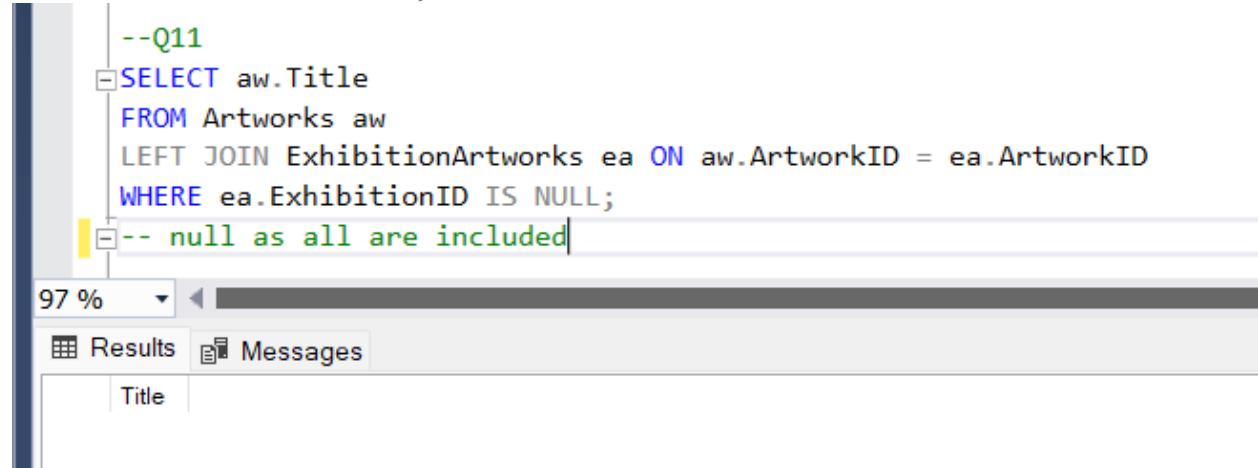 --Q11
SELECT aw.Title
FROM Artworks aw
LEFT JOIN ExhibitionArtworks ea ON aw.ArtworkID = ea.ArtworkID
WHERE ea.ExhibitionID IS NULL;
-- null as all are included
97 %
Results Messages
Title